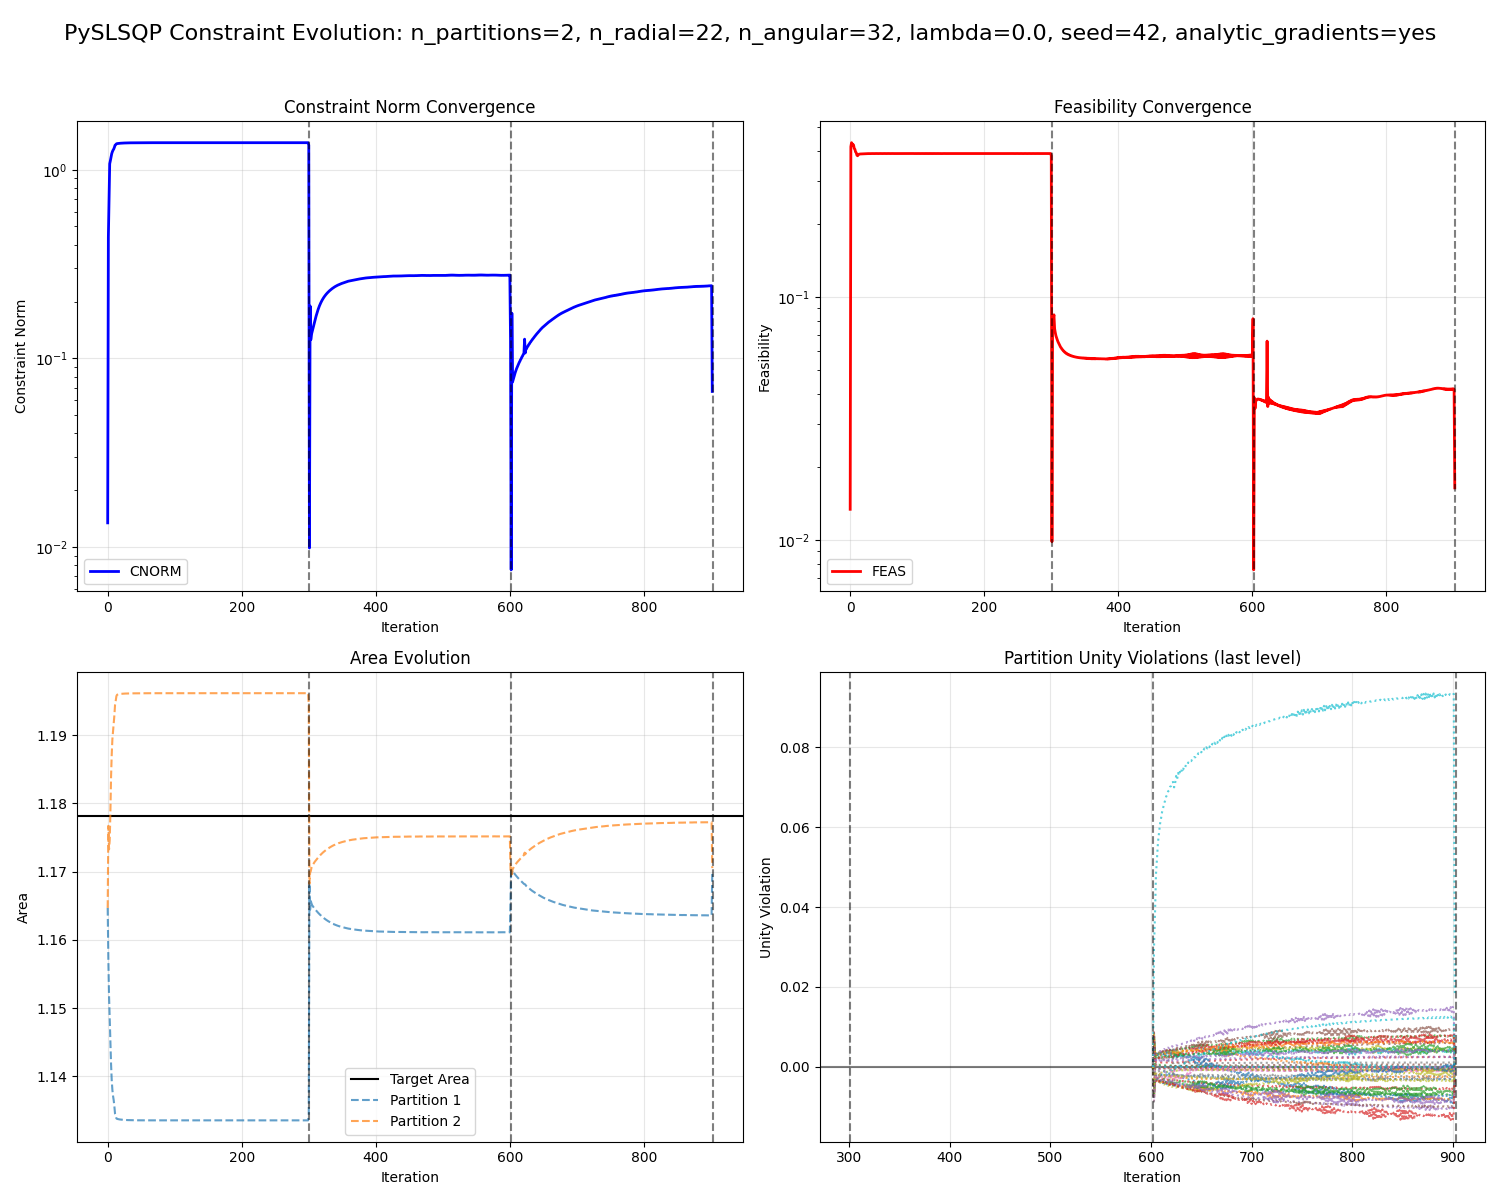 PySLSQP Constraint Evolution: n_partitions=2, n_radial=22, n_angular=32, lambda=0.0, seed=42, analytic_gradients=yes
Constraint Norm Convergence
Constraint Norm
10^0
10^-1
10^-2
CNORM
0 200 400 600 800
Iteration
Feasibility Convergence
Feasibility
10^-1
10^-2
FEAS
0 200 400 600 800
Iteration
Area Evolution
Area
1.19
1.18
1.17
1.16
1.15
1.14
Target Area
Partition 1
Partition 2
0 200 400 600 800
Iteration
Partition Unity Violations (last level)
Unity Violation
0.08
0.06
0.04
0.02
0.00
300 400 500 600 700 800 900
Iteration